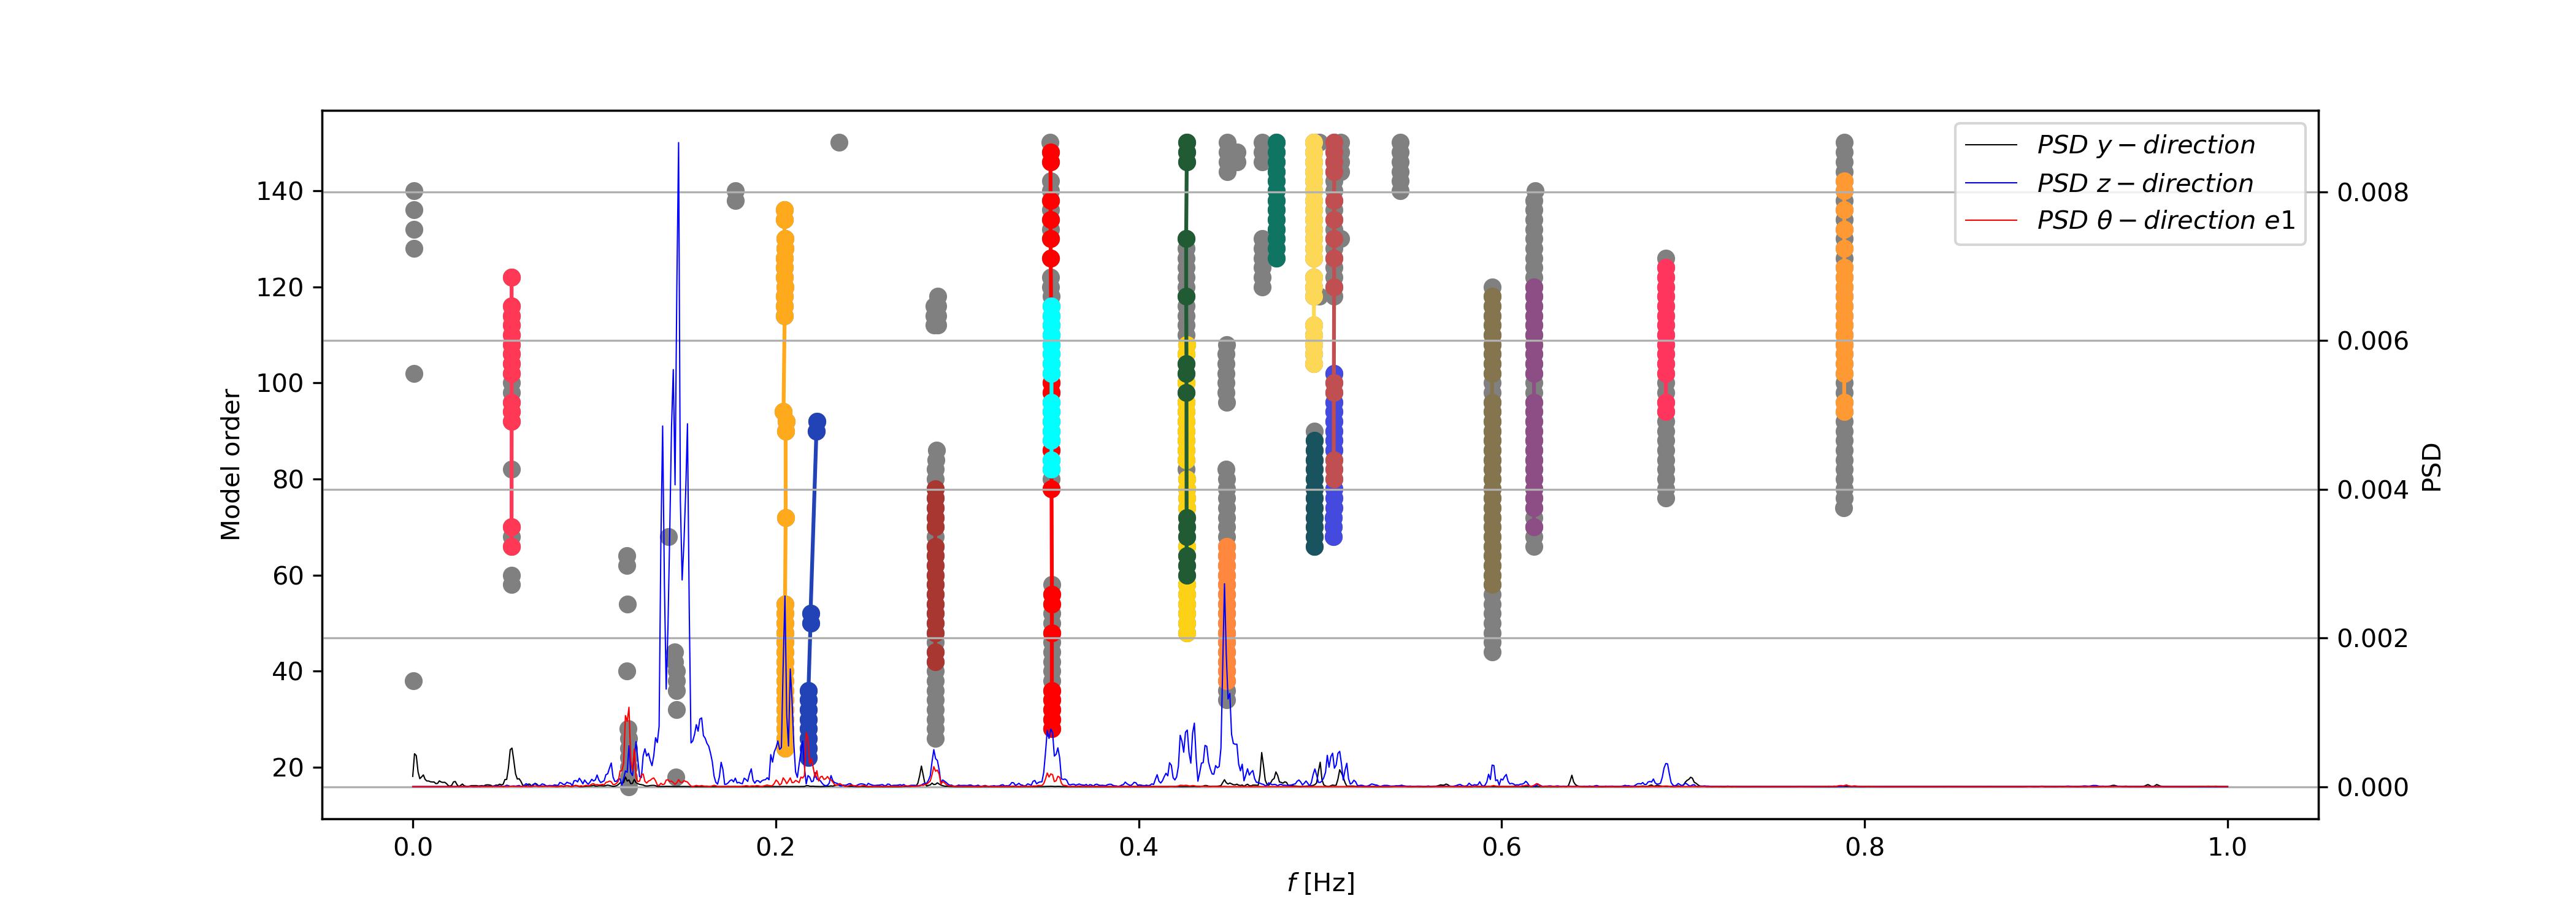 PSD y − direction
PSD z − direction
PSD θ − direction e1
Model order
140
120
100
80
60
40
20
0.008
0.006
0.004
0.002
0.000
PSD
0.0 0.2 0.4 0.6 0.8 1.0
f [Hz]